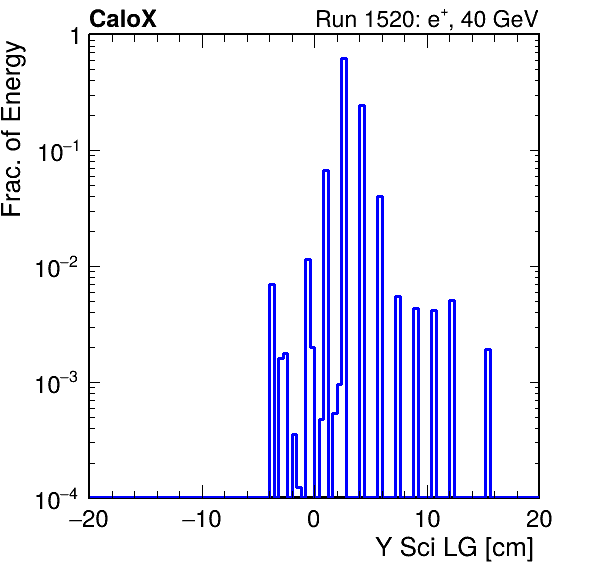 CaloX Run 1520: e⁺, 40 GeV
Frac. of Energy
1
10⁻¹
10⁻²
10⁻³
10⁻⁴
−20 −10 0 10 20
Y Sci LG [cm]